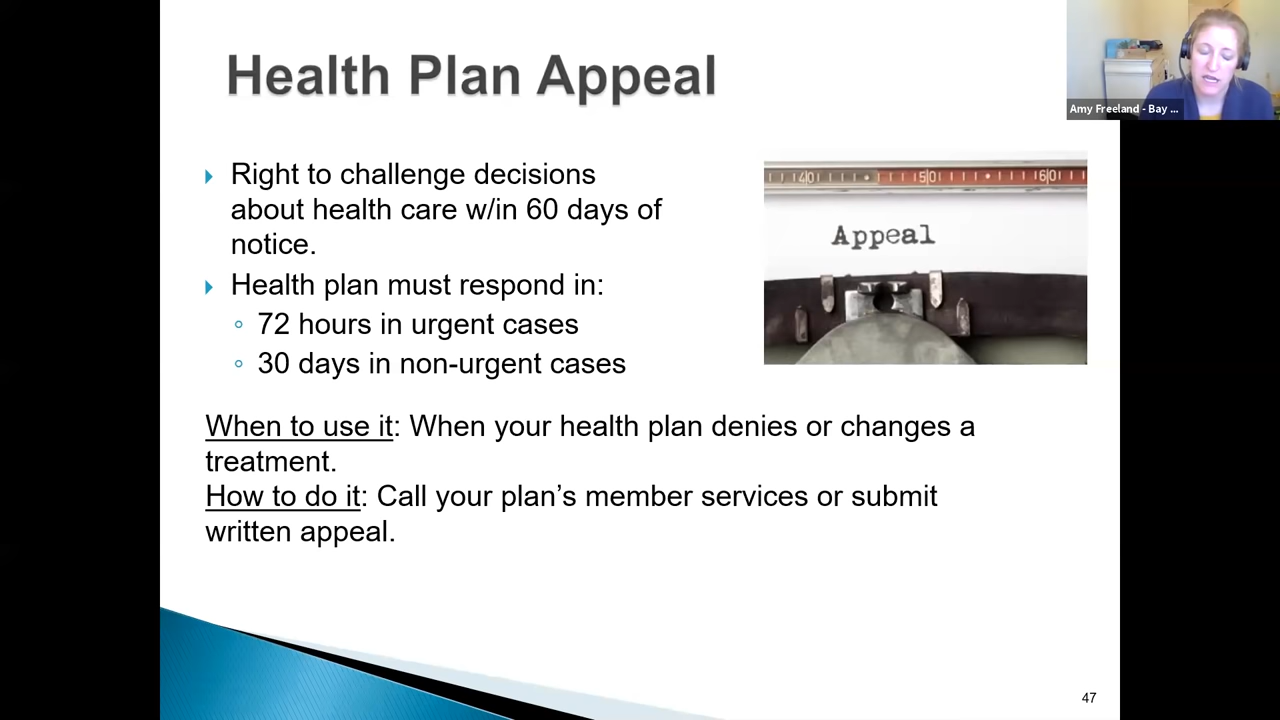 Health Plan Appeal
Amy Freeland - Bay ...
Right to challenge decisions
about health care w/in 60 days of
notice.
Health plan must respond in:
72 hours in urgent cases
30 days in non-urgent cases
40 50 60
Appeal
When to use it: When your health plan denies or changes a
treatment.
How to do it: Call your plan’s member services or submit
written appeal.
47